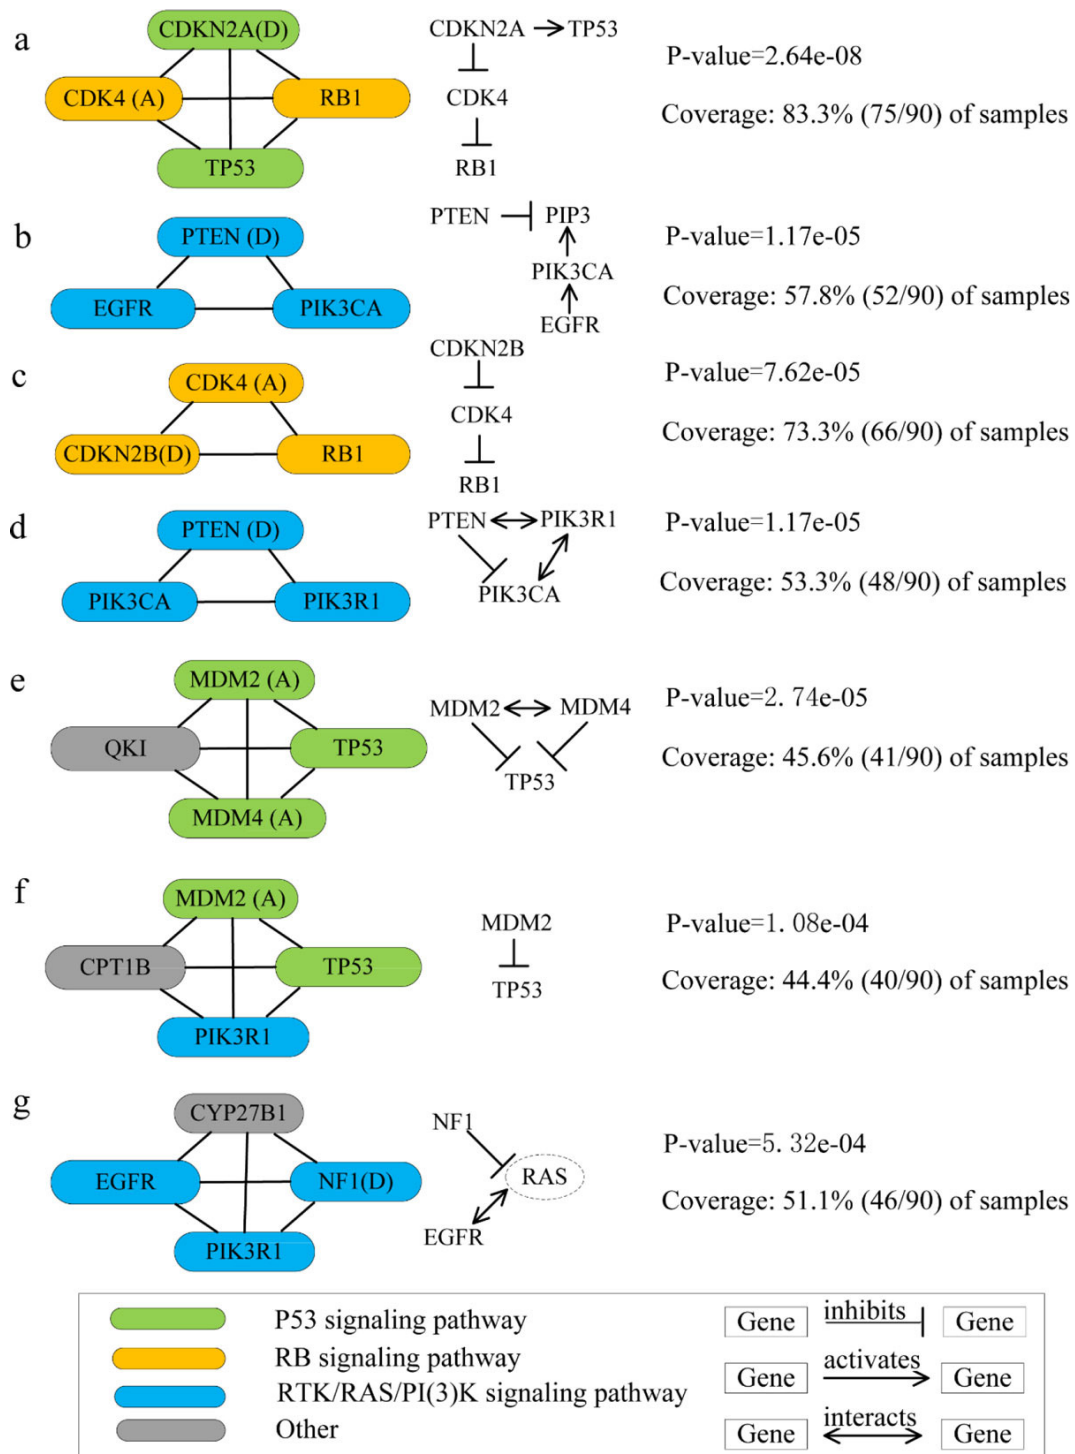 a
CDKN2A(D)
CDK4 (A)
RB1
TP53
CDKN2A
TP53
CDK4
RB1
P-value=2.64e-08
Coverage: 83.3% (75/90) of samples
b
PTEN (D)
EGFR
PIK3CA
PTEN
PIP3
PIK3CA
EGFR
P-value=1.17e-05
Coverage: 57.8% (52/90) of samples
c
CDK4 (A)
CDKN2B(D)
RB1
CDKN2B
CDK4
RB1
P-value=7.62e-05
Coverage: 73.3% (66/90) of samples
d
PTEN (D)
PIK3CA
PIK3R1
PTEN
PIK3R1
PIK3CA
P-value=1.17e-05
Coverage: 53.3% (48/90) of samples
e
MDM2 (A)
QKI
TP53
MDM4 (A)
MDM2
MDM4
TP53
P-value=2.74e-05
Coverage: 45.6% (41/90) of samples
f
MDM2 (A)
CPT1B
TP53
PIK3R1
MDM2
TP53
P-value=1.08e-04
Coverage: 44.4% (40/90) of samples
g
CYP27B1
EGFR
NF1(D)
PIK3R1
NF1
RAS
EGFR
P-value=5.32e-04
Coverage: 51.1% (46/90) of samples
P53 signaling pathway
RB signaling pathway
RTK/RAS/PI(3)K signaling pathway
Other
Gene inhibits Gene
Gene activates Gene
Gene interacts Gene